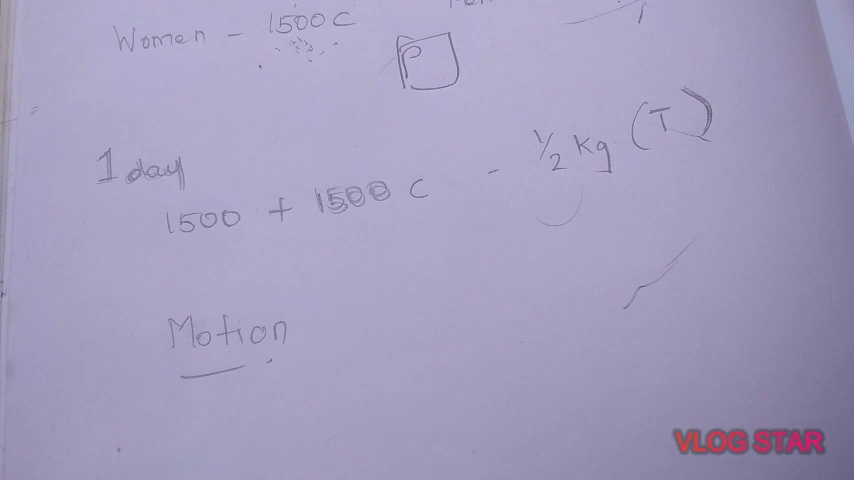 Women - 1500 C
P
1 day
1500 + 1500 C - 1/2 Kg (T)
Motion
VLOG STAR